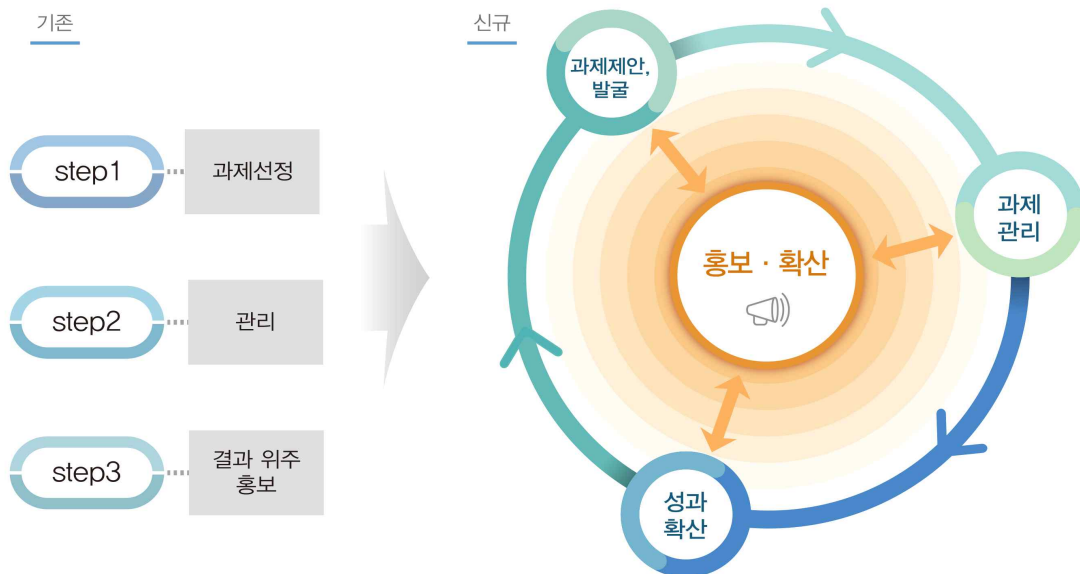 기존
step1
과제선정
step2
관리
step3
결과 위주
홍보
신규
과제제안,
발굴
과제
관리
홍보 · 확산
성과
확산